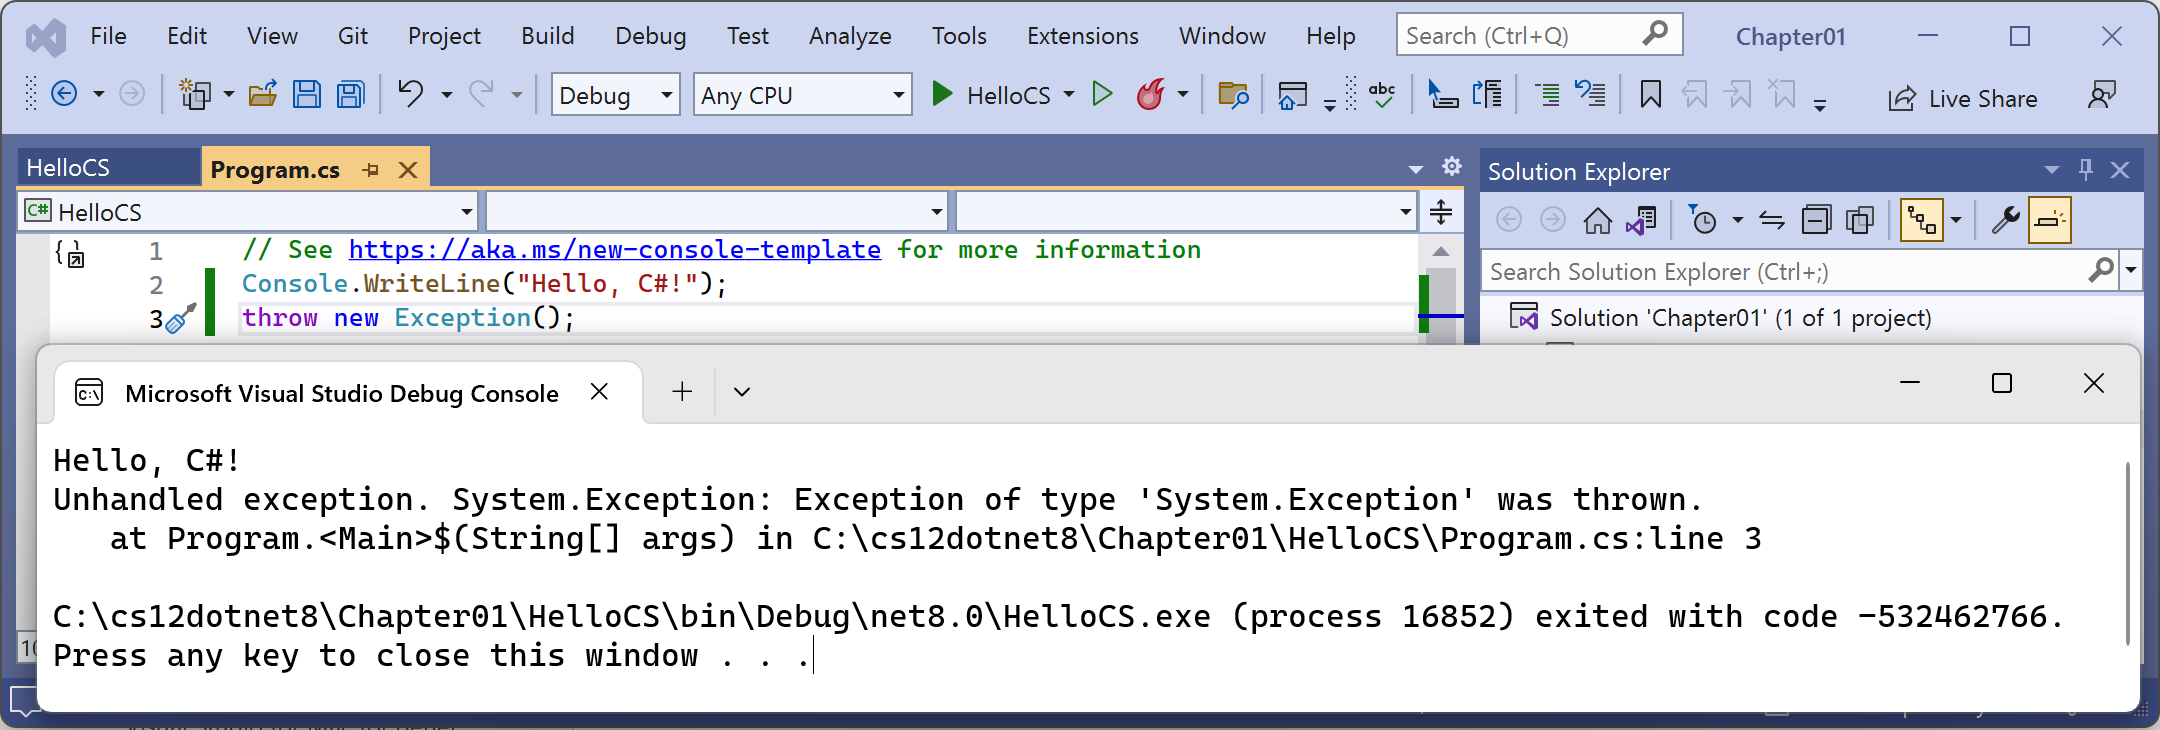 File Edit View Git Project Build Debug Test Analyze Tools Extensions Window Help Search (Ctrl+Q) Chapter01
Debug Any CPU HelloCS abc Live Share
HelloCS Program.cs
Solution Explorer
C# HelloCS
1 // See https://aka.ms/new-console-template for more information
2 Console.WriteLine("Hello, C#!");
3 throw new Exception();
Search Solution Explorer (Ctrl+;)
Solution 'Chapter01' (1 of 1 project)
C:\ Microsoft Visual Studio Debug Console
Hello, C#!
Unhandled exception. System.Exception: Exception of type 'System.Exception' was thrown.
at Program.<Main>$(String[] args) in C:\cs12dotnet8\Chapter01\HelloCS\Program.cs:line 3
C:\cs12dotnet8\Chapter01\HelloCS\bin\Debug\net8.0\HelloCS.exe (process 16852) exited with code -532462766.
Press any key to close this window . . .